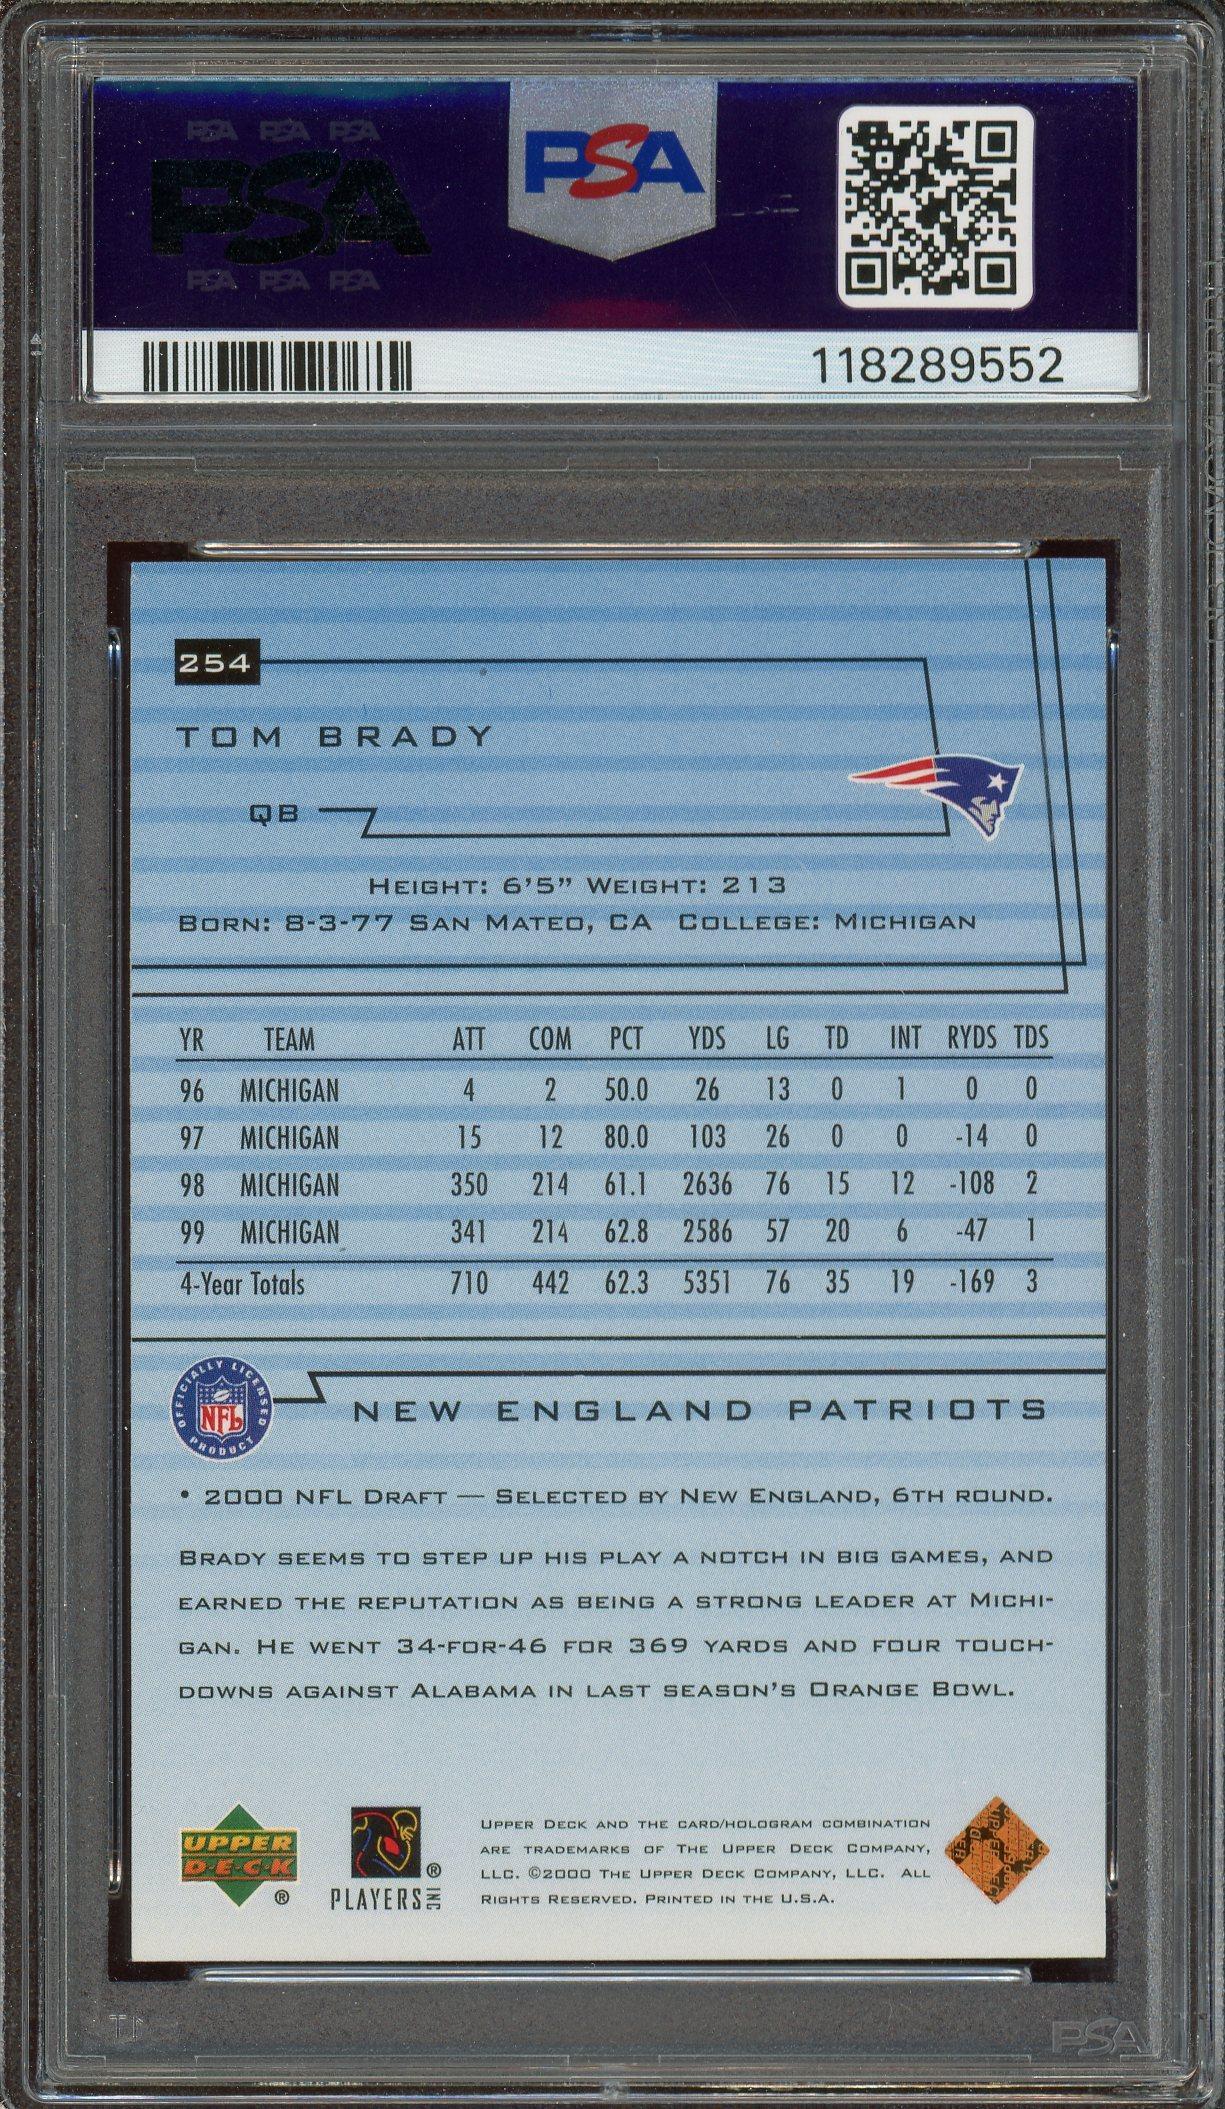 PSA PSA PSA
PSA
PSA PSA PSA
PSA
118289552
254
TOM BRADY
QB
HEIGHT: 6'5" WEIGHT: 213
BORN: 8-3-77 SAN MATEO, CA COLLEGE: MICHIGAN
YR TEAM ATT COM PCT YDS LG TD INT RYDS TDS
96 MICHIGAN 4 2 50.0 26 13 0 1 0 0
97 MICHIGAN 15 12 80.0 103 26 0 0 -14 0
98 MICHIGAN 350 214 61.1 2636 76 15 12 -108 2
99 MICHIGAN 341 214 62.8 2586 57 20 6 -47 1
4-Year Totals 710 442 62.3 5351 76 35 19 -169 3
OFFICIALLY LICENSED
NFL
PRODUCT
NEW ENGLAND PATRIOTS
• 2000 NFL DRAFT — SELECTED BY NEW ENGLAND, 6TH ROUND.
BRADY SEEMS TO STEP UP HIS PLAY A NOTCH IN BIG GAMES, AND
EARNED THE REPUTATION AS BEING A STRONG LEADER AT MICHI-
GAN. HE WENT 34-FOR-46 FOR 369 YARDS AND FOUR TOUCH-
DOWNS AGAINST ALABAMA IN LAST SEASON'S ORANGE BOWL.
UPPER
D·E·C·K
®
®
PLAYERS INC
UPPER DECK AND THE CARD/HOLOGRAM COMBINATION
ARE TRADEMARKS OF THE UPPER DECK COMPANY,
LLC. ©2000 THE UPPER DECK COMPANY, LLC. ALL
RIGHTS RESERVED. PRINTED IN THE U.S.A.
PSA